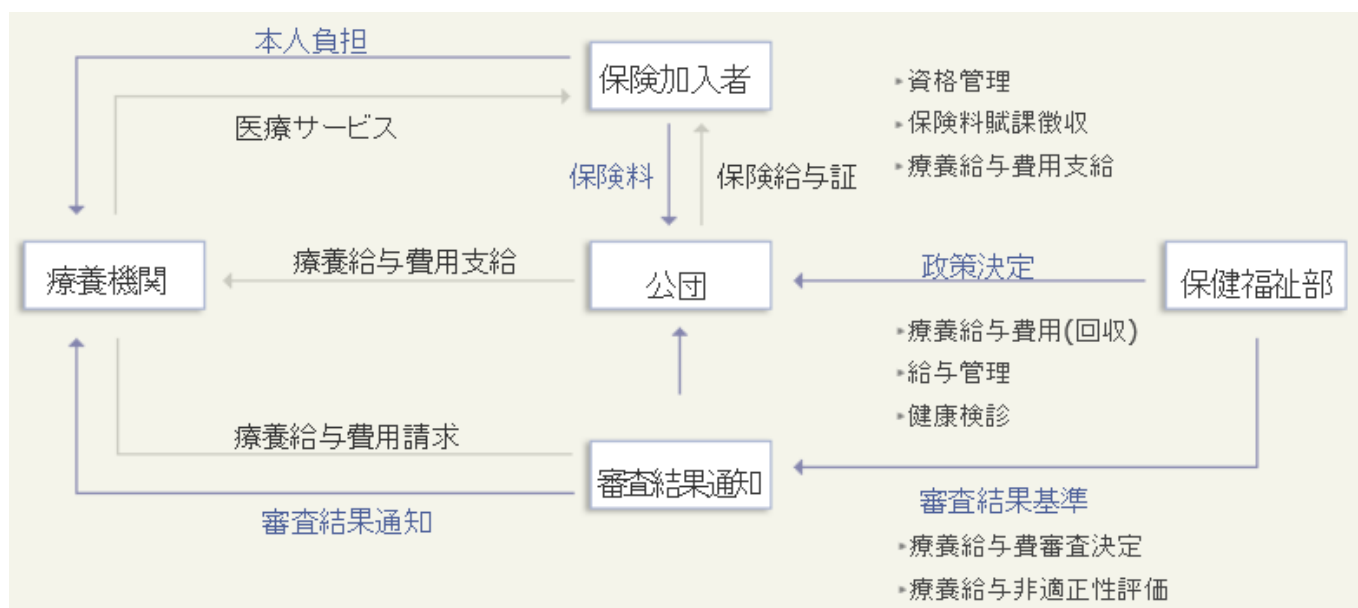 本人負担
保険加入者
▸資格管理
医療サービス
▸保険料賦課徴収
保険料
保険給与証
▸療養給与費用支給
療養機関
療養給与費用支給
公団
政策決定
保健福祉部
▸療養給与費用(回収)
▸給与管理
▸健康検診
療養給与費用請求
審査結果通知
審査結果通知
審査結果基準
▸療養給与費審査決定
▸療養給与非適正性評価